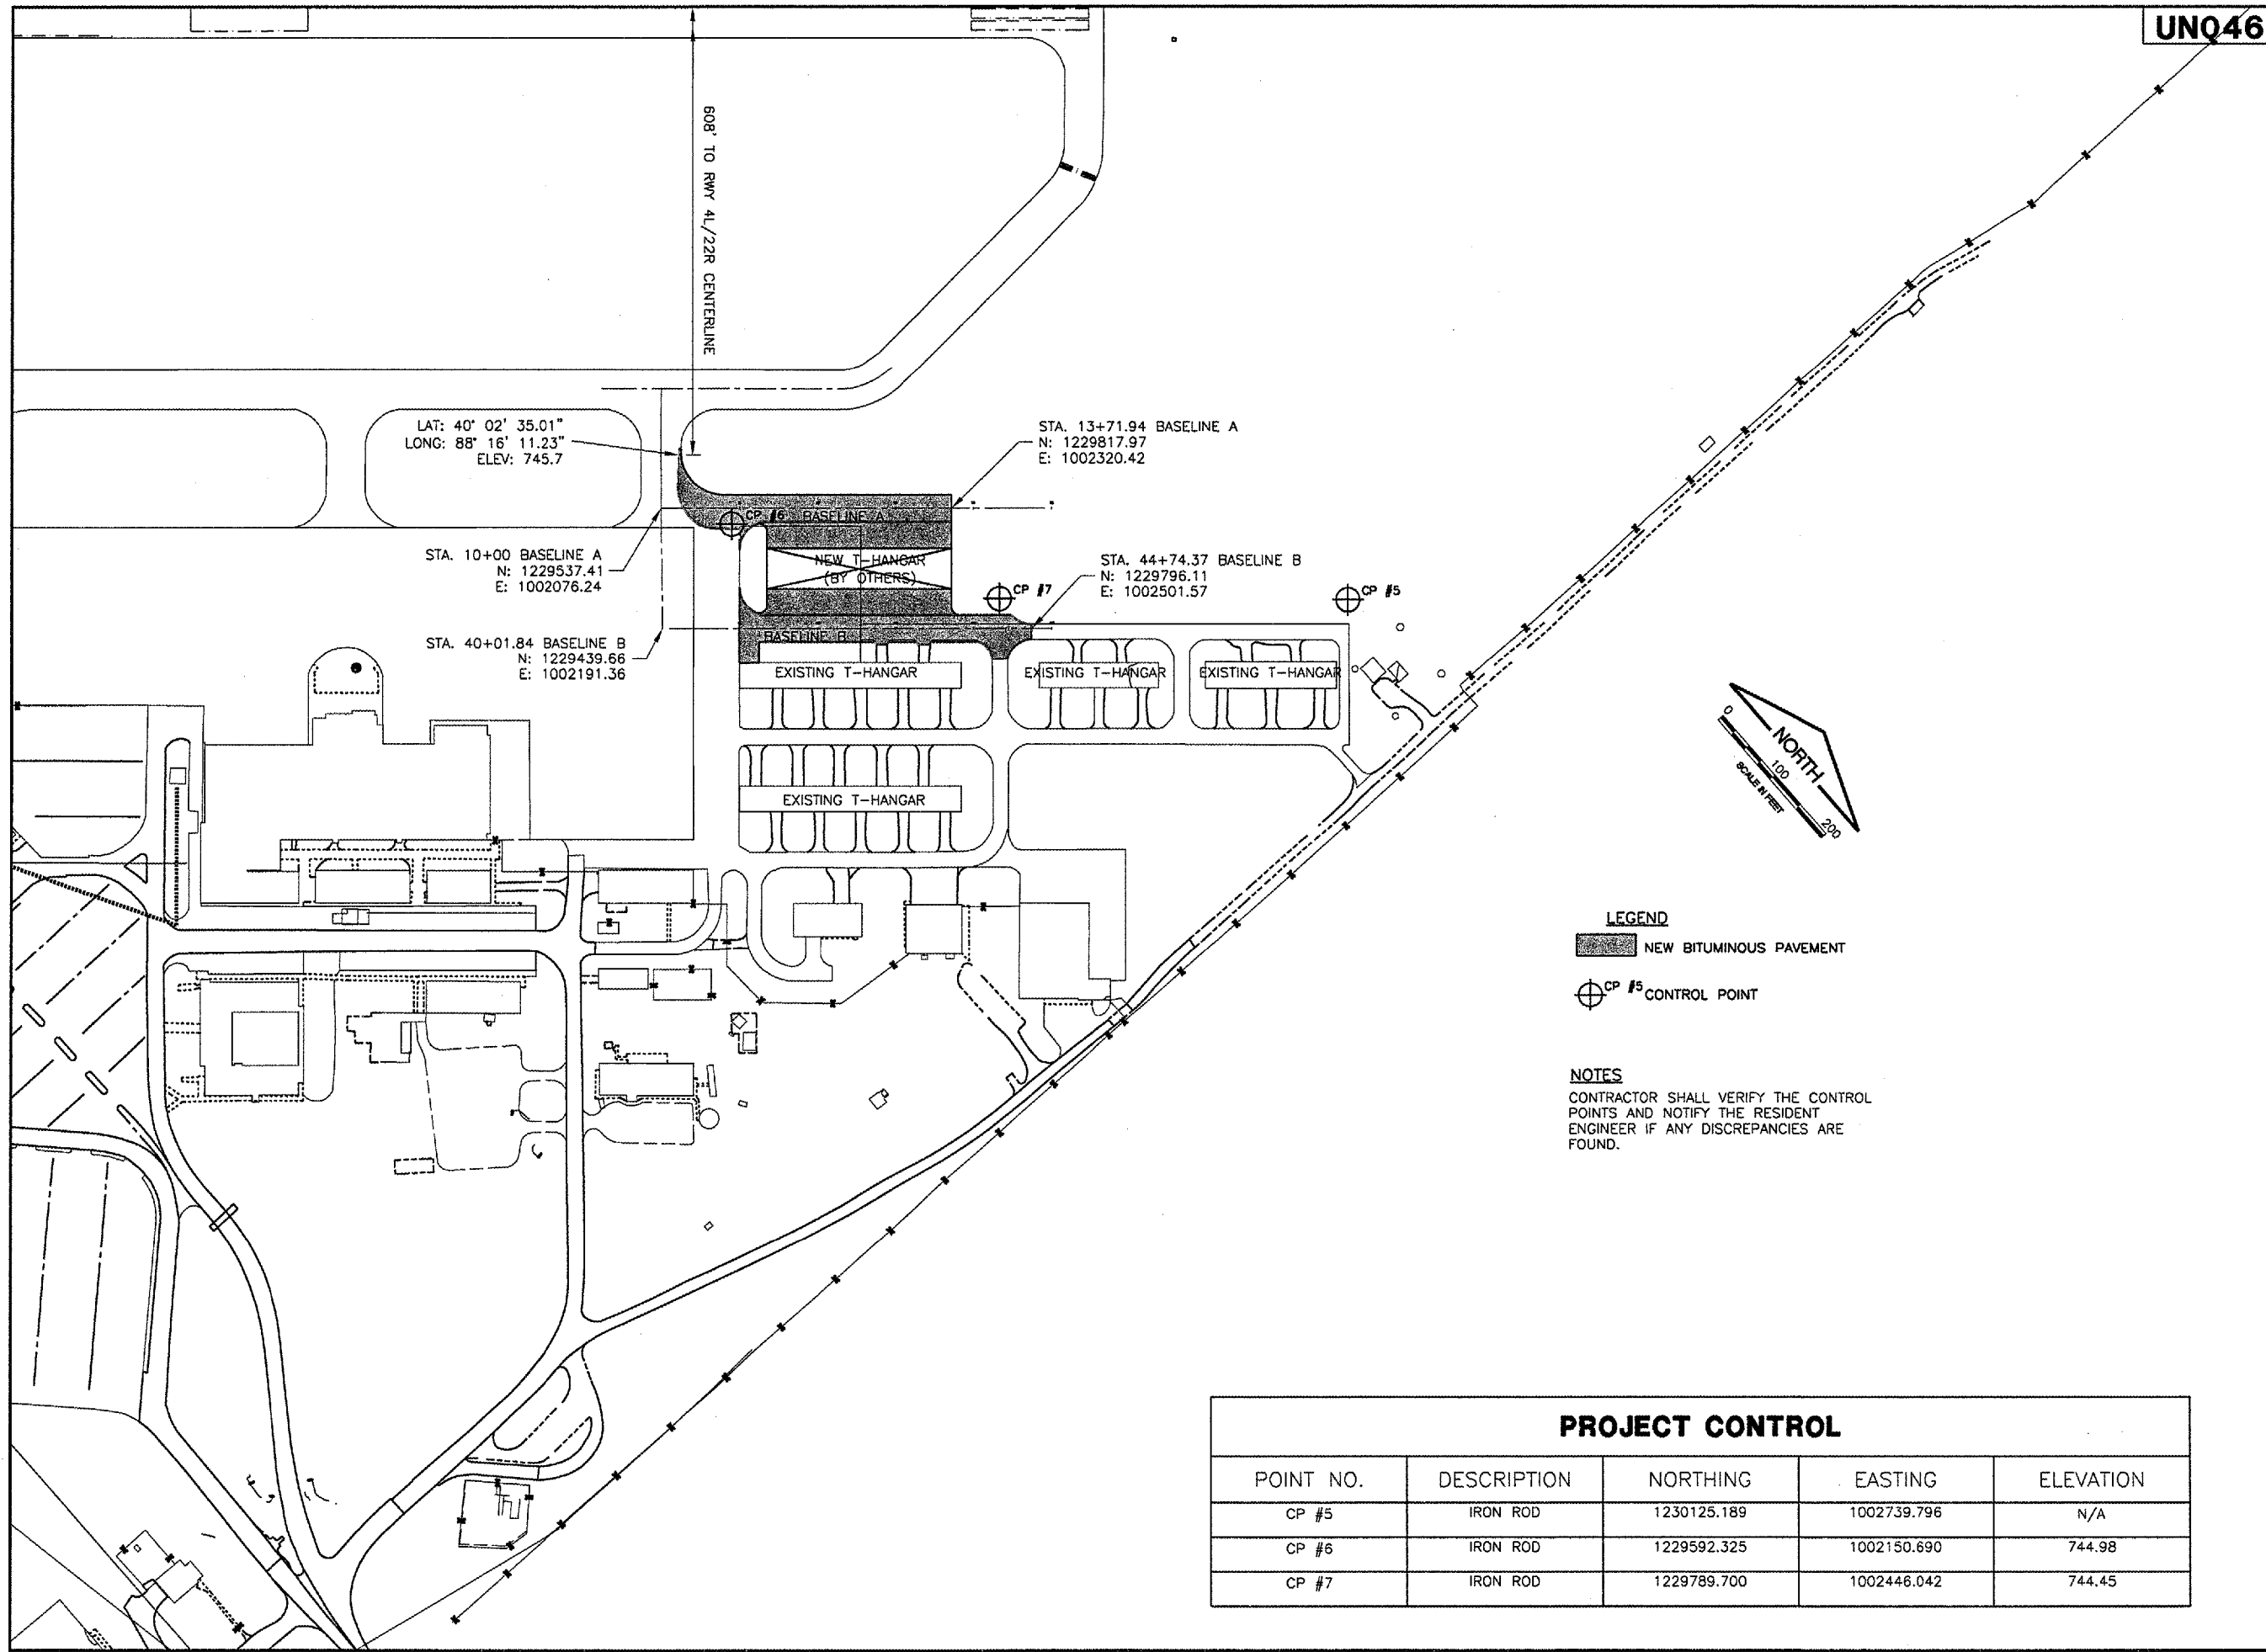 UN046
608' TO RWY 4L/22R CENTERLINE
LAT: 40° 02' 35.01"
LONG: 88° 16' 11.23"
ELEV: 745.7
STA. 13+71.94 BASELINE A
N: 1229817.97
E: 1002320.42
CP #6
BASELINE A
STA. 10+00 BASELINE A
N: 1229537.41
E: 1002076.24
NEW T-HANGAR
(BY OTHERS)
STA. 44+74.37 BASELINE B
N: 1229796.11
E: 1002501.57
CP #7
CP #5
STA. 40+01.84 BASELINE B
N: 1229439.66
E: 1002191.36
BASELINE B
EXISTING T-HANGAR
EXISTING T-HANGAR
EXISTING T-HANGAR
EXISTING T-HANGAR
NORTH
0
100
200
SCALE IN FEET
LEGEND
NEW BITUMINOUS PAVEMENT
CP #5 CONTROL POINT
NOTES
CONTRACTOR SHALL VERIFY THE CONTROL
POINTS AND NOTIFY THE RESIDENT
ENGINEER IF ANY DISCREPANCIES ARE
FOUND.
PROJECT CONTROL
POINT NO. DESCRIPTION NORTHING EASTING ELEVATION
CP #5 IRON ROD 1230125.189 1002739.796 N/A
CP #6 IRON ROD 1229592.325 1002150.690 744.98
CP #7 IRON ROD 1229789.700 1002446.042 744.45